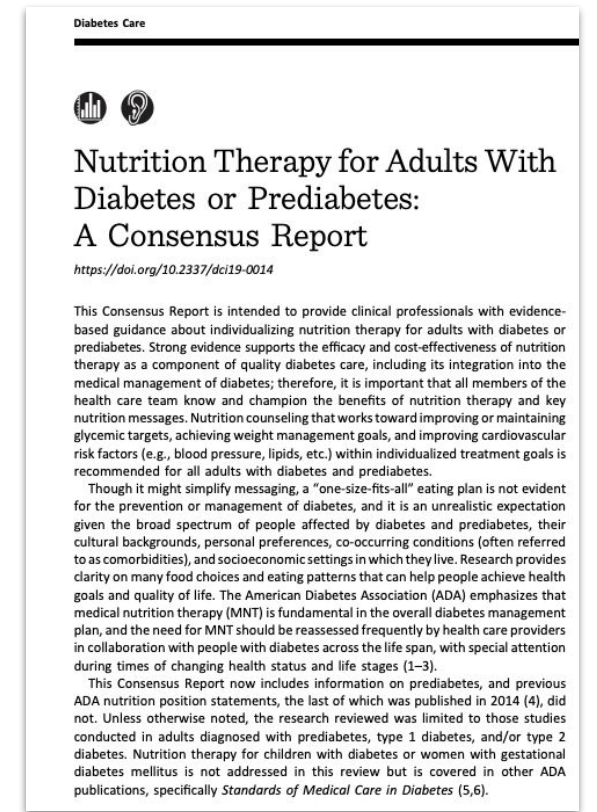 Diabetes Care
Nutrition Therapy for Adults With
Diabetes or Prediabetes:
A Consensus Report
https://doi.org/10.2337/dci19-0014
This Consensus Report is intended to provide clinical professionals with evidence-
based guidance about individualizing nutrition therapy for adults with diabetes or
prediabetes. Strong evidence supports the efficacy and cost-effectiveness of nutrition
therapy as a component of quality diabetes care, including its integration into the
medical management of diabetes; therefore, it is important that all members of the
health care team know and champion the benefits of nutrition therapy and key
nutrition messages. Nutrition counseling that works toward improving or maintaining
glycemic targets, achieving weight management goals, and improving cardiovascular
risk factors (e.g., blood pressure, lipids, etc.) within individualized treatment goals is
recommended for all adults with diabetes and prediabetes.
Though it might simplify messaging, a “one-size-fits-all” eating plan is not evident
for the prevention or management of diabetes, and it is an unrealistic expectation
given the broad spectrum of people affected by diabetes and prediabetes, their
cultural backgrounds, personal preferences, co-occurring conditions (often referred
to as comorbidities), and socioeconomic settings in which they live. Research provides
clarity on many food choices and eating patterns that can help people achieve health
goals and quality of life. The American Diabetes Association (ADA) emphasizes that
medical nutrition therapy (MNT) is fundamental in the overall diabetes management
plan, and the need for MNT should be reassessed frequently by health care providers
in collaboration with people with diabetes across the life span, with special attention
during times of changing health status and life stages (1–3).
This Consensus Report now includes information on prediabetes, and previous
ADA nutrition position statements, the last of which was published in 2014 (4), did
not. Unless otherwise noted, the research reviewed was limited to those studies
conducted in adults diagnosed with prediabetes, type 1 diabetes, and/or type 2
diabetes. Nutrition therapy for children with diabetes or women with gestational
diabetes mellitus is not addressed in this review but is covered in other ADA
publications, specifically Standards of Medical Care in Diabetes (5,6).